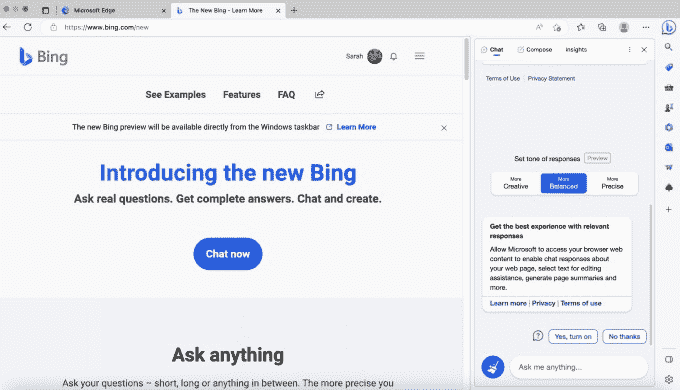 Microsoft Edge
The New Bing - Learn More
https://www.bing.com/new
Bing
Sarah
See Examples
Features
FAQ
The new Bing preview will be available directly from the Windows taskbar
Learn More
Introducing the new Bing
Ask real questions. Get complete answers. Chat and create.
Chat now
Ask anything
Ask your questions – short, long or anything in between. The more precise you
Chat
Compose
Insights
Terms of Use
Privacy Statement
Set tone of responses
Preview
More
Creative
More
Balanced
More
Precise
Get the best experience with relevant
responses
Allow Microsoft to access your browser web
content to enable chat responses about
your web page, select text for editing
assistance, generate page summaries and
more.
Learn more | Privacy | Terms of use
Yes, turn on
No thanks
Ask me anything...